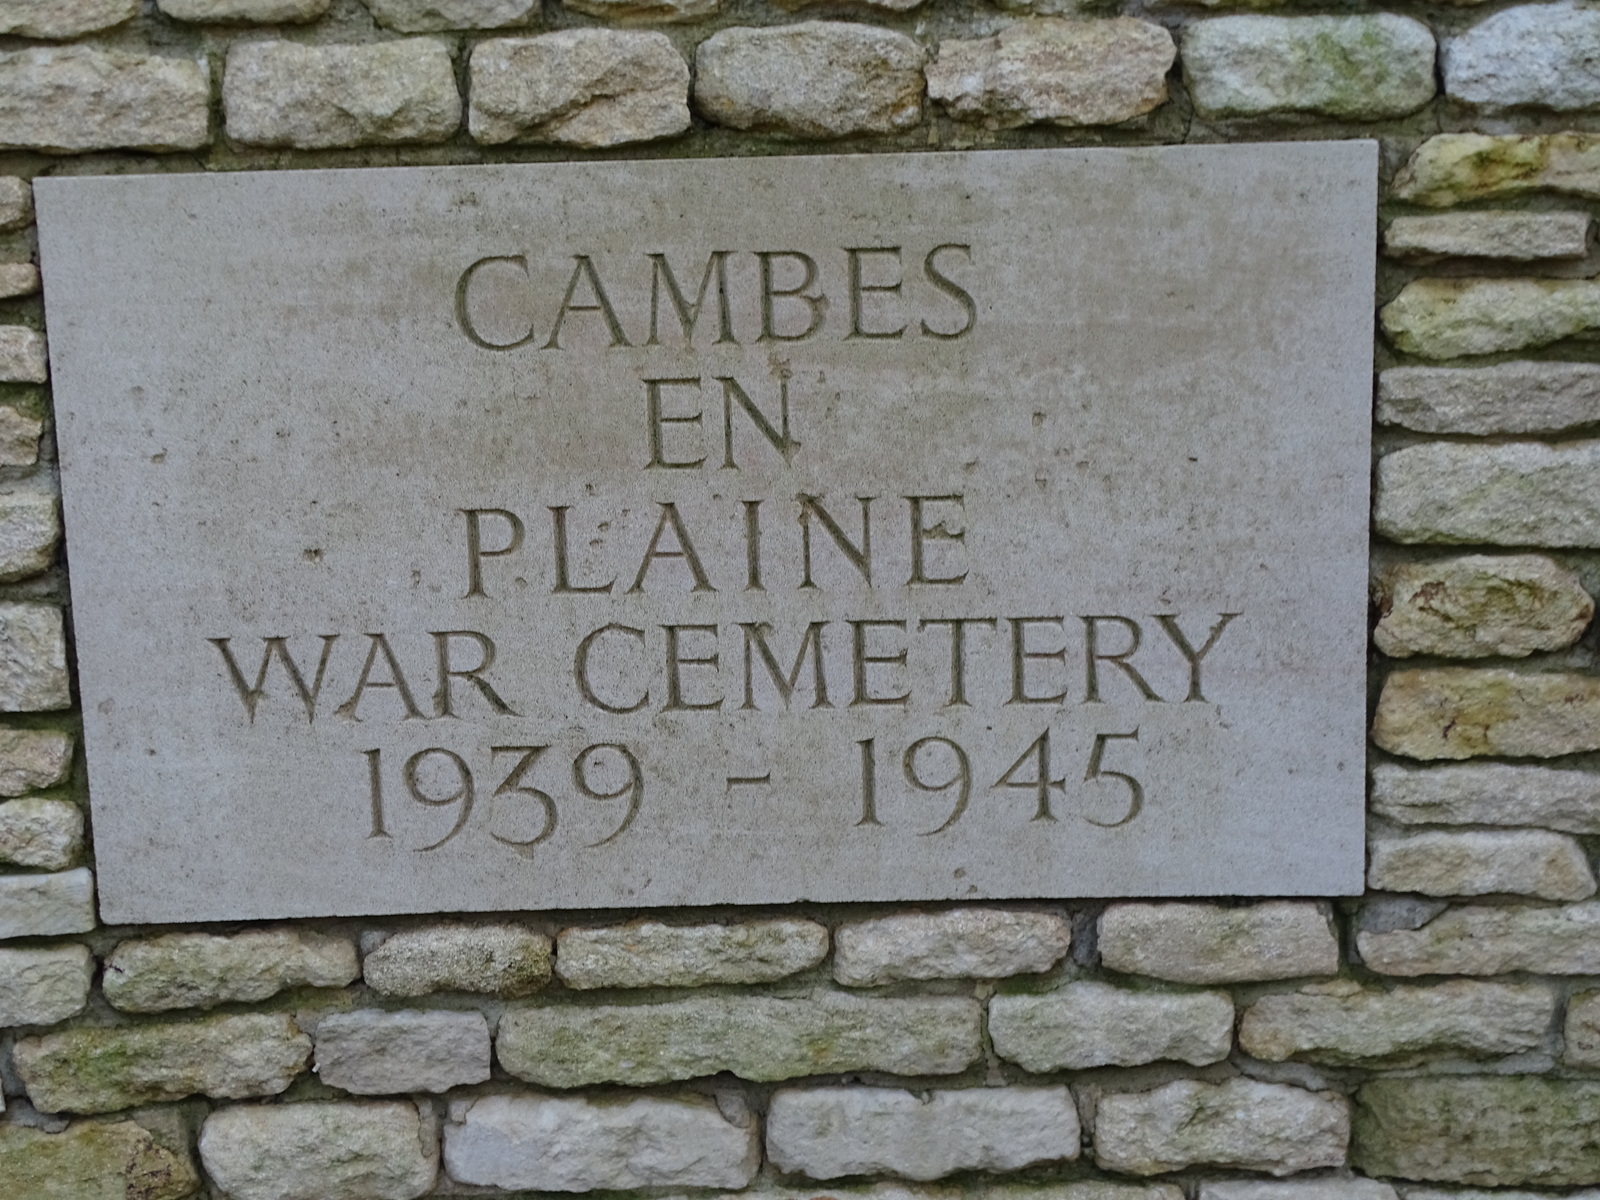 CAMBES
EN
PLAINE
WAR CEMETERY
1939 - 1945